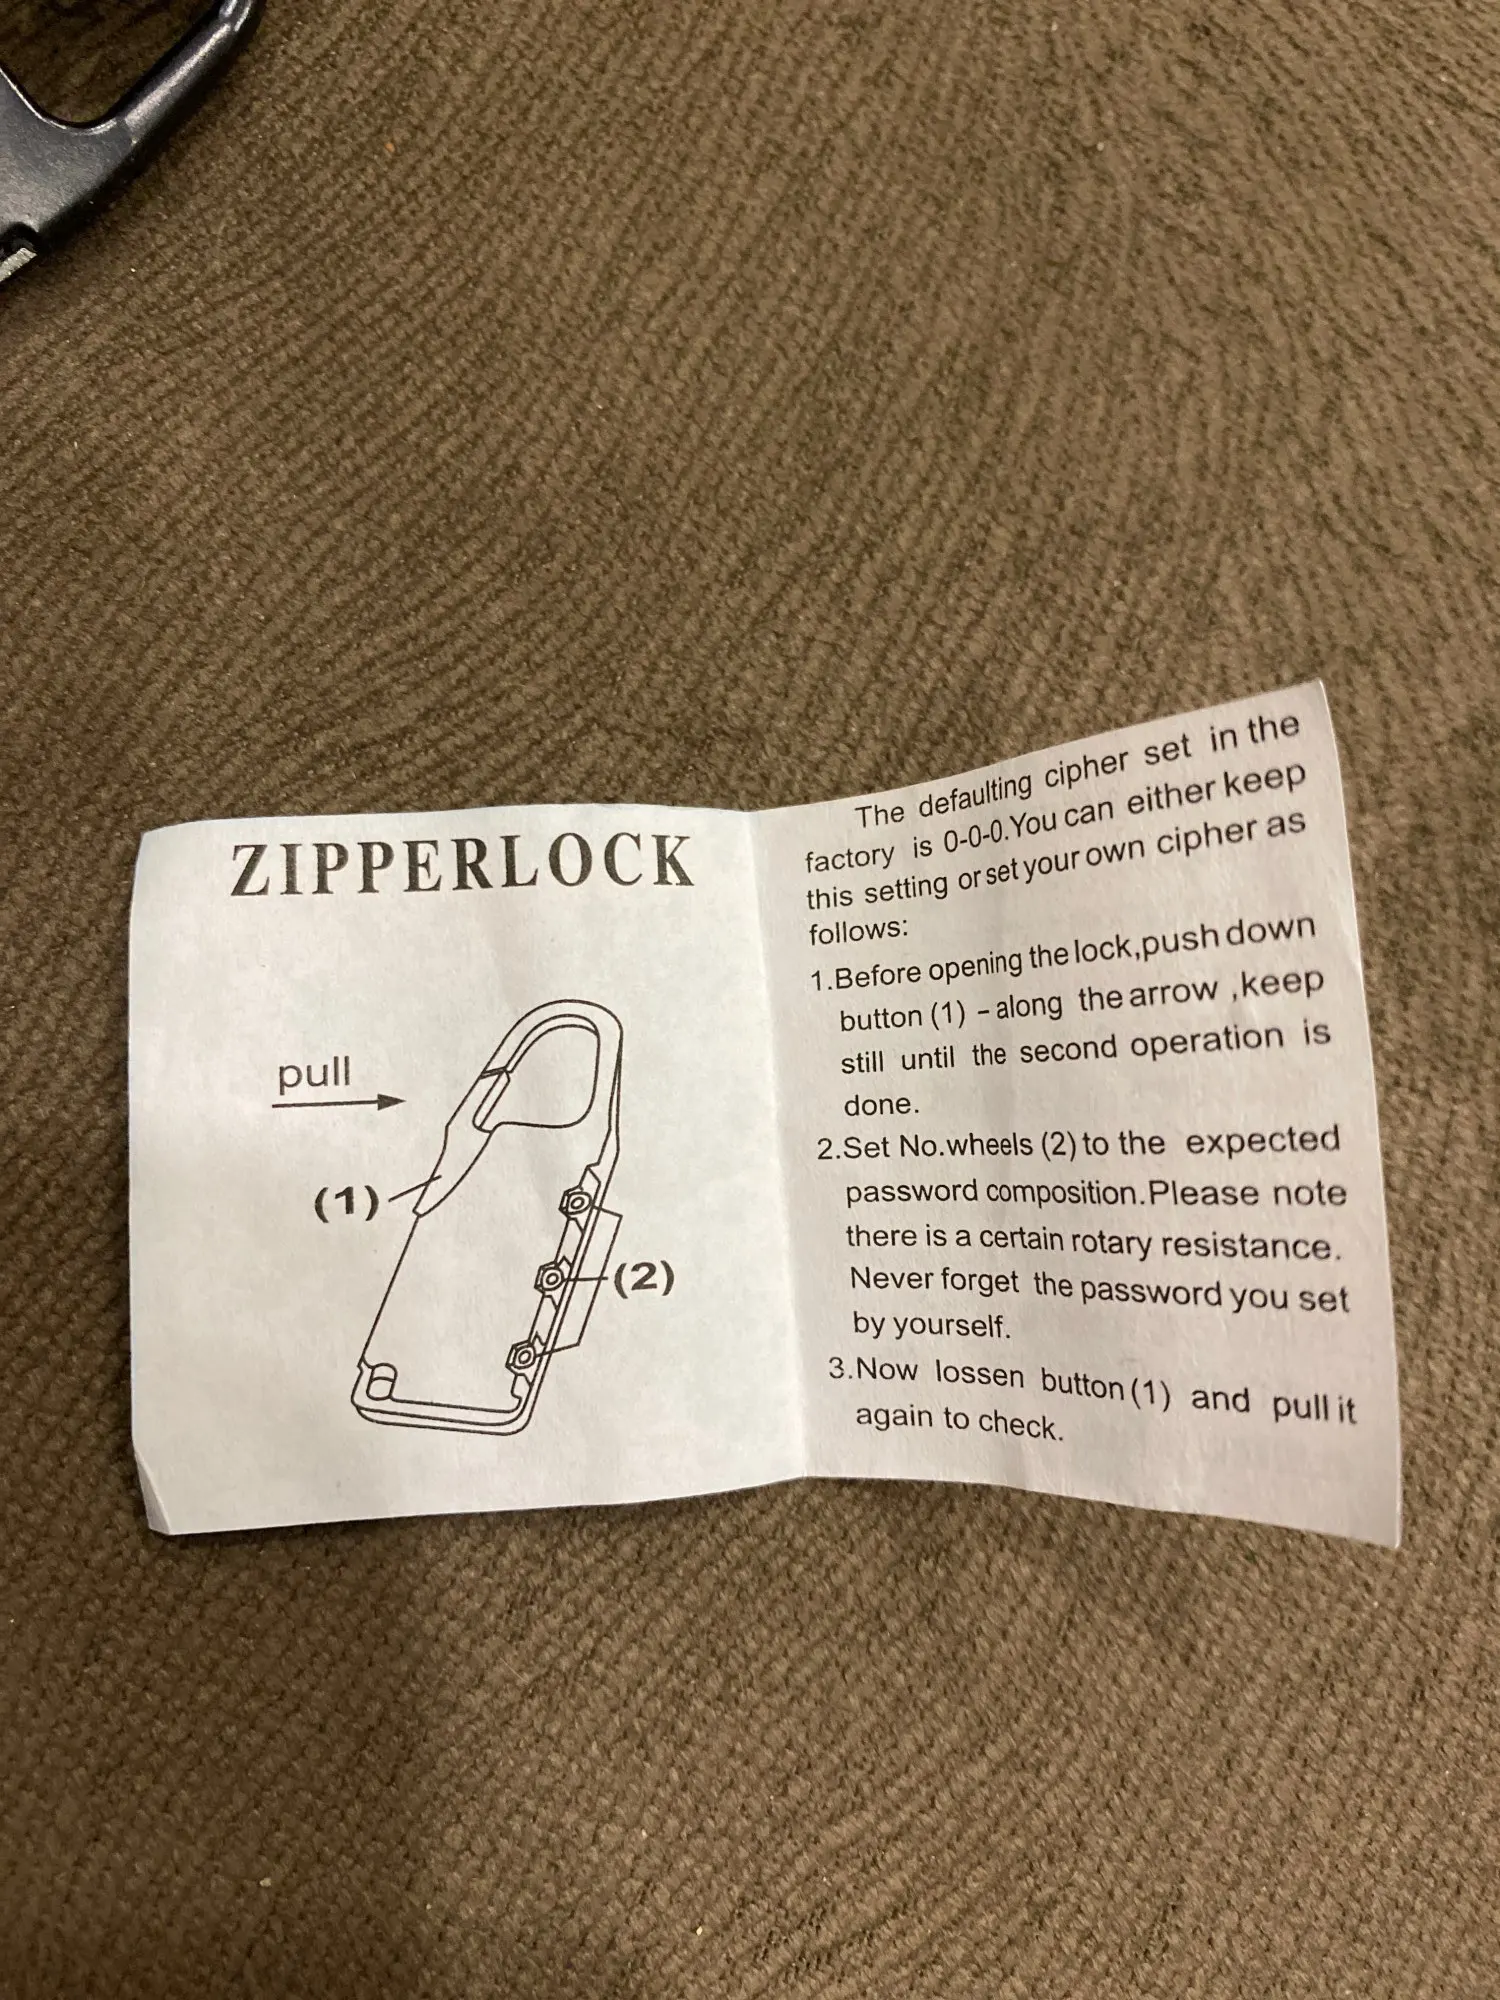 ZIPPERLOCK
pull
(1)
(2)
The defaulting cipher set in the
factory is 0-0-0.You can either keep
this setting or set your own cipher as
follows:
1.Before opening the lock,push down
button (1) - along the arrow ,keep
still until the second operation is
done.
2.Set No.wheels (2) to the expected
password composition.Please note
there is a certain rotary resistance.
Never forget the password you set
by yourself.
3.Now lossen button (1) and pull it
again to check.